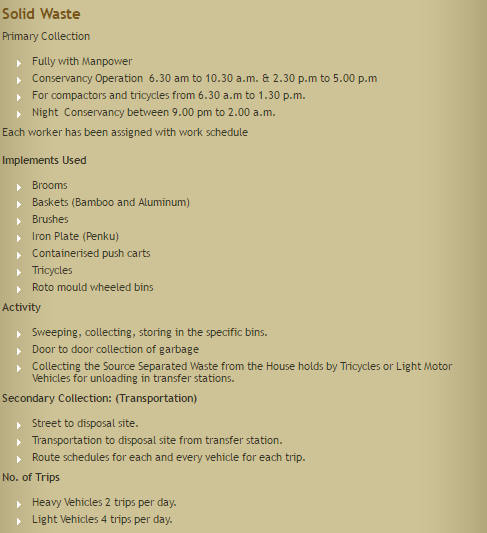 Solid Waste
Primary Collection
Fully with Manpower
Conservancy Operation 6.30 am to 10.30 a.m. & 2.30 p.m to 5.00 p.m
For compactors and tricycles from 6.30 a.m to 1.30 p.m.
Night Conservancy between 9.00 pm to 2.00 a.m.
Each worker has been assigned with work schedule
Implements Used
Brooms
Baskets (Bamboo and Aluminum)
Brushes
Iron Plate (Penku)
Containerised push carts
Tricycles
Roto mould wheeled bins
Activity
Sweeping, collecting, storing in the specific bins.
Door to door collection of garbage
Collecting the Source Separated Waste from the House holds by Tricycles or Light Motor
Vehicles for unloading in transfer stations.
Secondary Collection: (Transportation)
Street to disposal site.
Transportation to disposal site from transfer station.
Route schedules for each and every vehicle for each trip.
No. of Trips
Heavy Vehicles 2 trips per day.
Light Vehicles 4 trips per day.